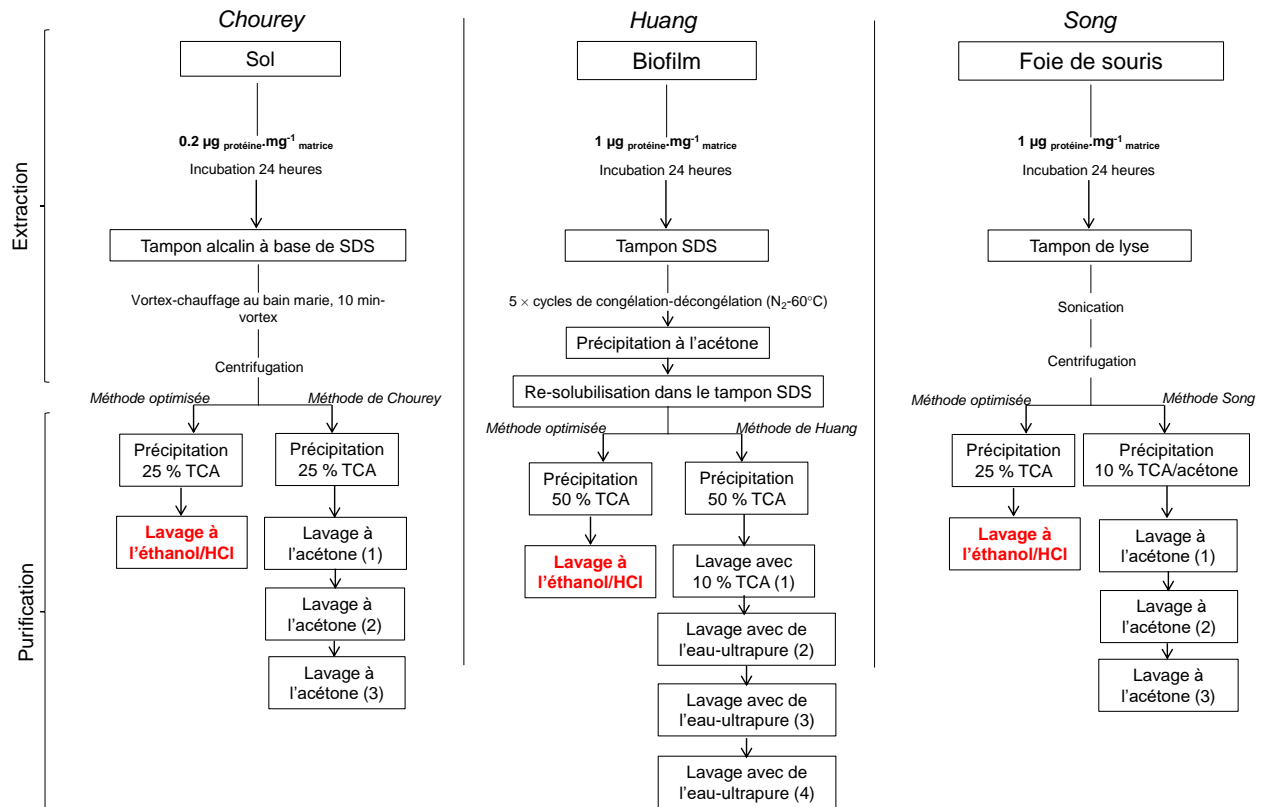 Chourey
Sol
0.2 µg protéine.mg-1 matrice
Incubation 24 heures
Tampon alcalin à base de SDS
Vortex-chauffage au bain marie, 10 min-
vortex
Centrifugation
Méthode optimisée
Méthode de Chourey
Précipitation
25 % TCA
Lavage à
l'éthanol/HCl
Précipitation
25 % TCA
Lavage à
l'acétone (1)
Lavage à
l'acétone (2)
Lavage à
l'acétone (3)
Huang
Biofilm
1 µg protéine.mg-1 matrice
Incubation 24 heures
Tampon SDS
5 × cycles de congélation-décongélation (N2-60°C)
Précipitation à l'acétone
Re-solubilisation dans le tampon SDS
Méthode optimisée
Méthode de Huang
Précipitation
50 % TCA
Lavage à
l'éthanol/HCl
Précipitation
50 % TCA
Lavage avec
10 % TCA (1)
Lavage avec de
l'eau-ultrapure (2)
Lavage avec de
l'eau-ultrapure (3)
Lavage avec de
l'eau-ultrapure (4)
Song
Foie de souris
1 µg protéine.mg-1 matrice
Incubation 24 heures
Tampon de lyse
Sonication
Centrifugation
Méthode optimisée
Méthode Song
Précipitation
25 % TCA
Lavage à
l'éthanol/HCl
Précipitation
10 % TCA/acétone
Lavage à
l'acétone (1)
Lavage à
l'acétone (2)
Lavage à
l'acétone (3)
Extraction
Purification